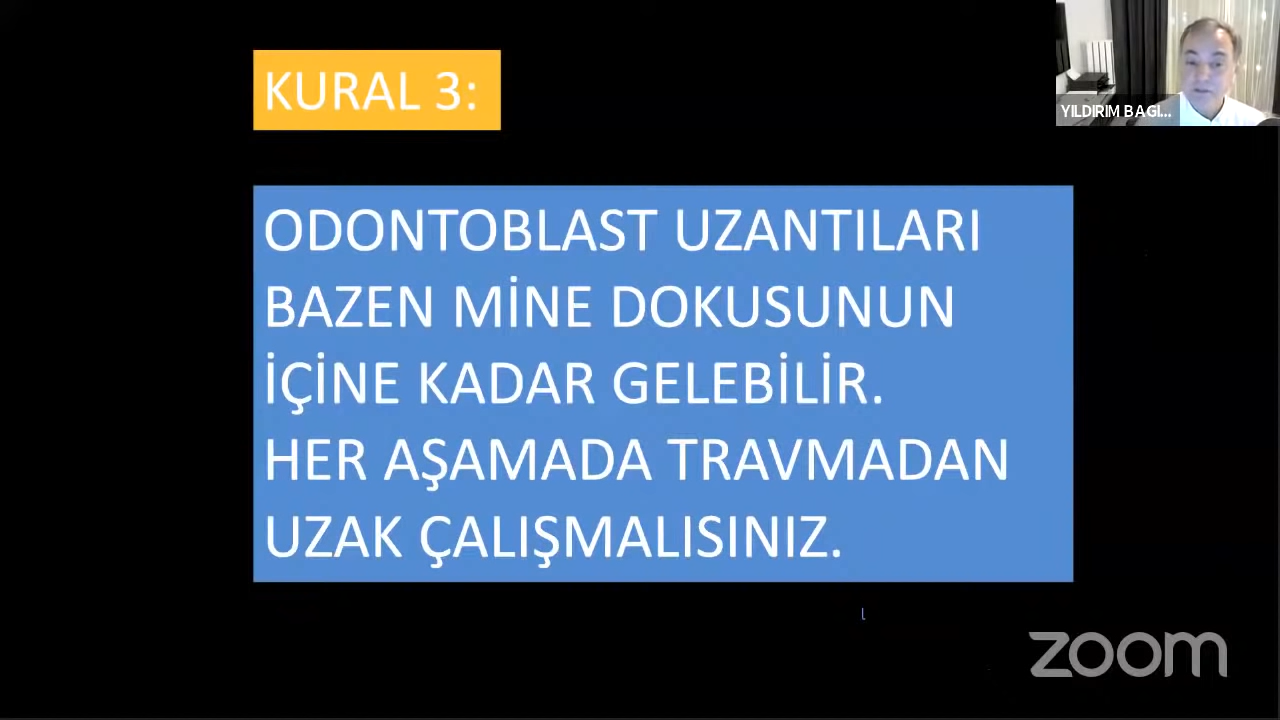 KURAL 3:
YILDIRIM BAGI...
ODONTOBLAST UZANTILARI
BAZEN MİNE DOKUSUNUN
İÇİNE KADAR GELEBİLİR.
HER AŞAMADA TRAVMADAN
UZAK ÇALIŞMALISINIZ.
zoom